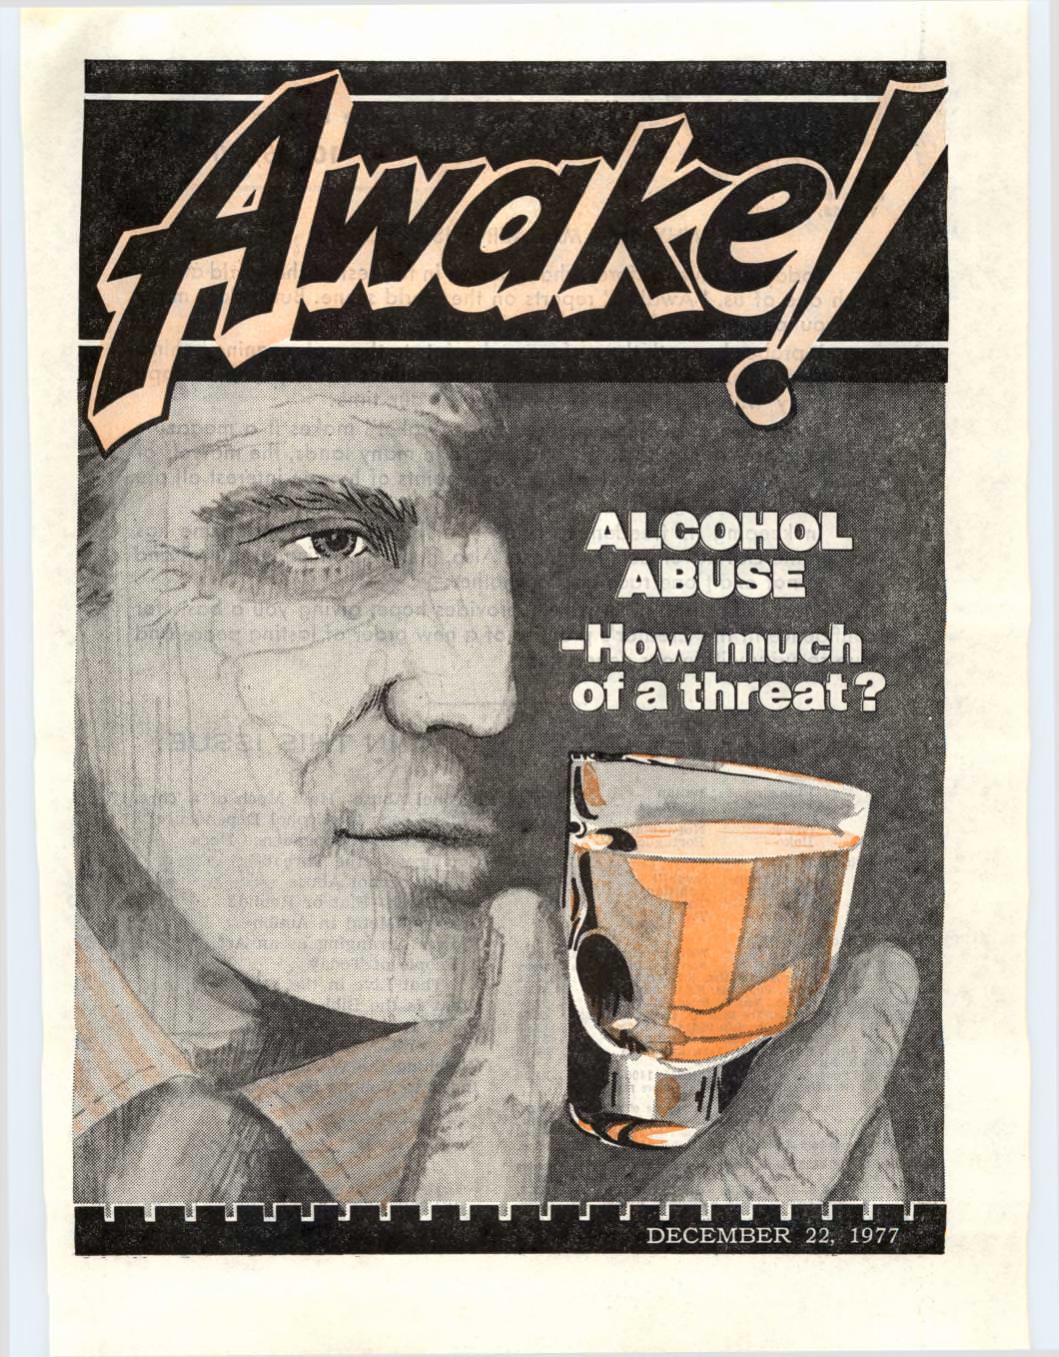 Awake!
ALCOHOL
ABUSE
-How much
of a threat?
DECEMBER 22, 1977